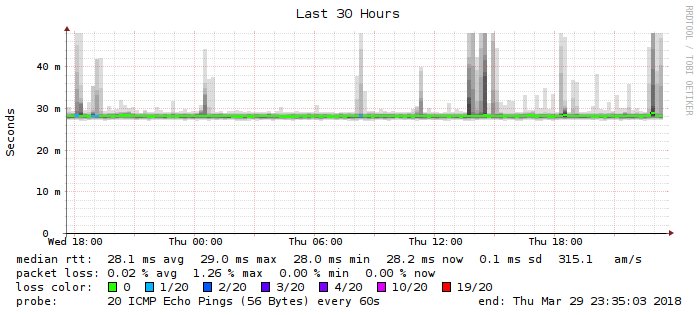 Last 30 Hours
RRDTOOL / TOBI OETIKER
Seconds
40 m
30 m
20 m
10 m
0
Wed 18:00 Thu 00:00 Thu 06:00 Thu 12:00 Thu 18:00
median rtt: 28.1 ms avg 29.0 ms max 28.0 ms min 28.2 ms now 0.1 ms sd 315.1 am/s
packet loss: 0.02 % avg 1.26 % max 0.00 % min 0.00 % now
loss color: 0 1/20 2/20 3/20 4/20 10/20 19/20
probe: 20 ICMP Echo Pings (56 Bytes) every 60s end: Thu Mar 29 23:35:03 2018